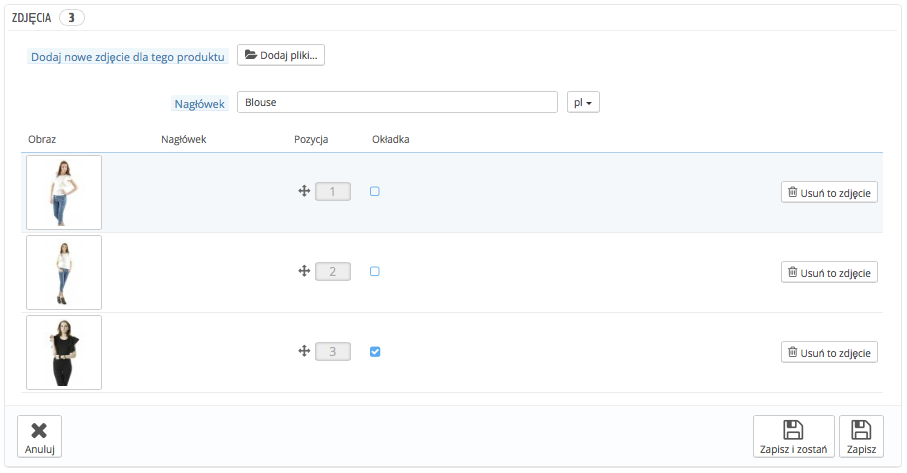 ZDJĘCIA 3
Dodaj nowe zdjęcie dla tego produktu Dodaj pliki...
Nagłówek Blouse pl
Obraz Nagłówek Pozycja Okładka
1 Usuń to zdjęcie
2 Usuń to zdjęcie
3 Usuń to zdjęcie
Anuluj Zapisz i zostań Zapisz